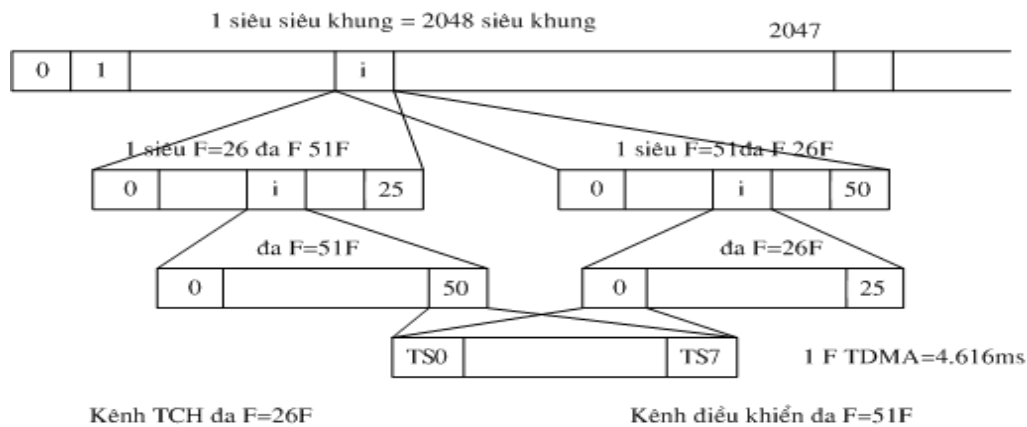 1 siêu siêu khung = 2048 siêu khung
2047
0 1 i
1 siêu F=26 đa F 51F
1 siêu F=51đa F 26F
0 i 25
0 i 50
đa F=51F
đa F=26F
0 50
0 25
TS0 TS7
1 F TDMA=4.616ms
Kênh TCH đa F=26F
Kênh điều khiển đa F=51F